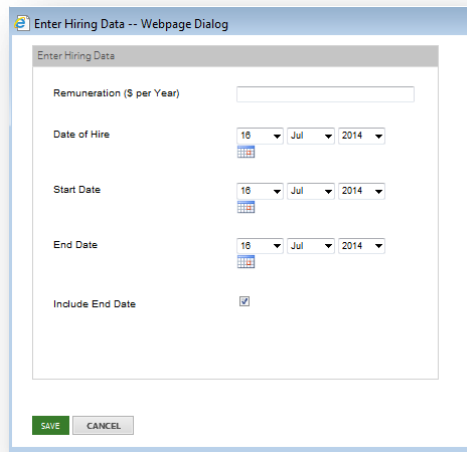 Enter Hiring Data -- Webpage Dialog
Enter Hiring Data
Remuneration ($ per Year)
Date of Hire 16 Jul 2014
Start Date 16 Jul 2014
End Date 16 Jul 2014
Include End Date
SAVE CANCEL